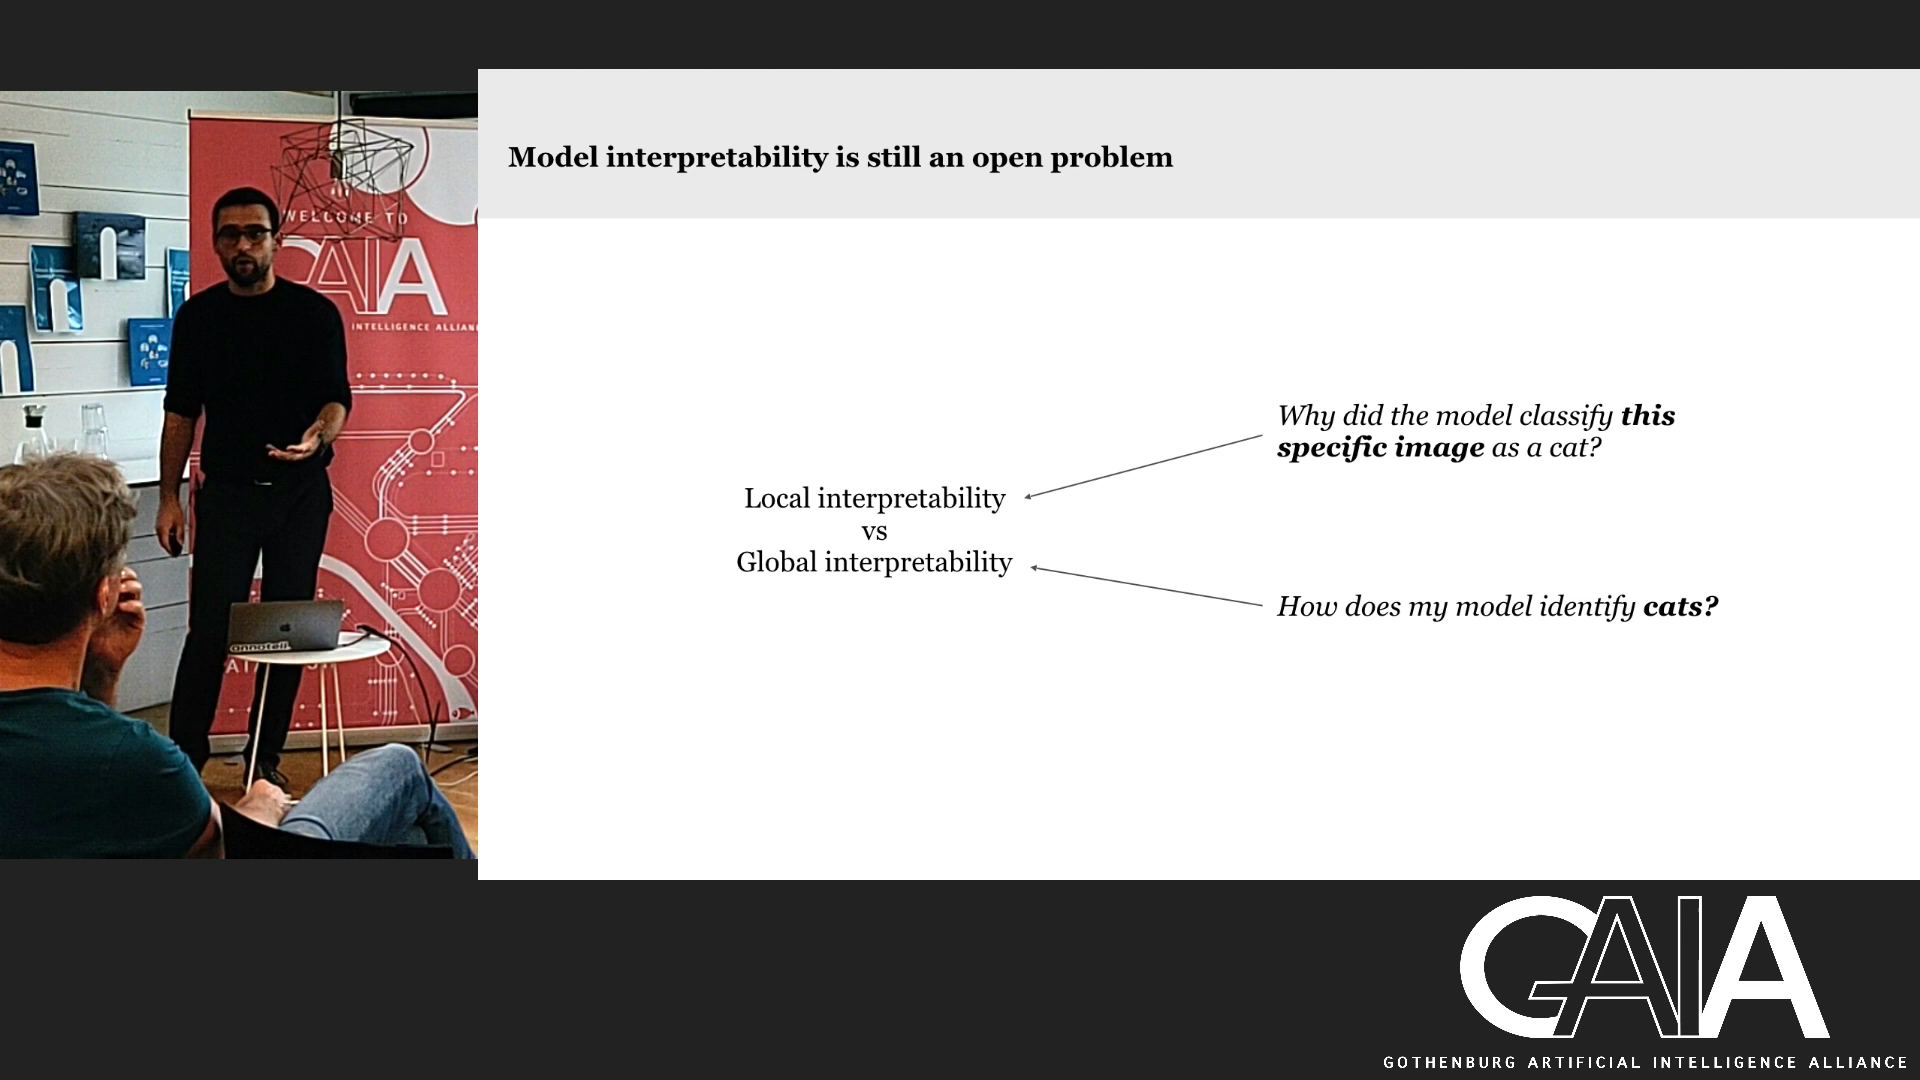 Model interpretability is still an open problem
WELCOME TO
GAIA
INTELLIGENCE
annotell
Why did the model classify this
specific image as a cat?
Local interpretability
vs
Global interpretability
How does my model identify cats?
GAIA
GOTHENBURG ARTIFICIAL INTELLIGENCE ALLIANCE